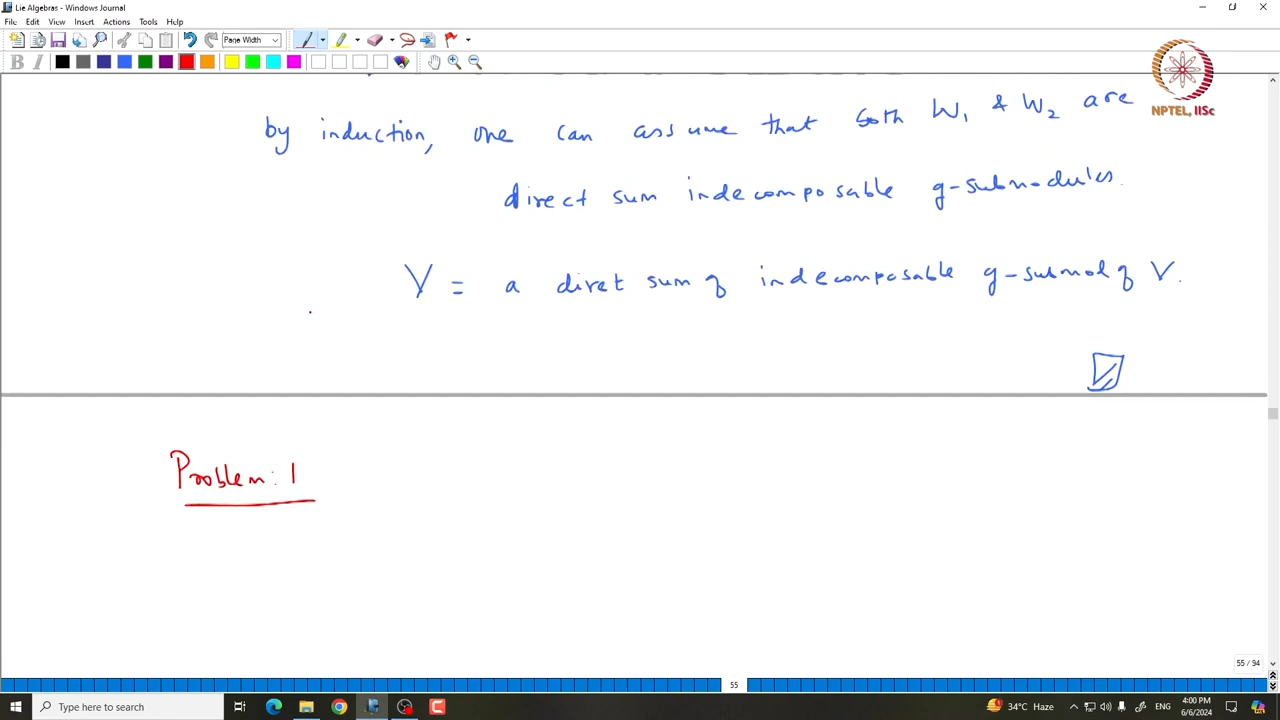 Lie Algebras - Windows Journal
File Edit View Insert Actions Tools Help
Page Width
B I
NPTEL, IISc
by induction, one can assume that both W1 & W2 are
direct sum indecomposable g-submodules.
V = a diret sum of indecomposable g-submod of V.
Problem: 1
55 / 94
55
Type here to search
34°C Haze
ENG
4:00 PM
6/6/2024